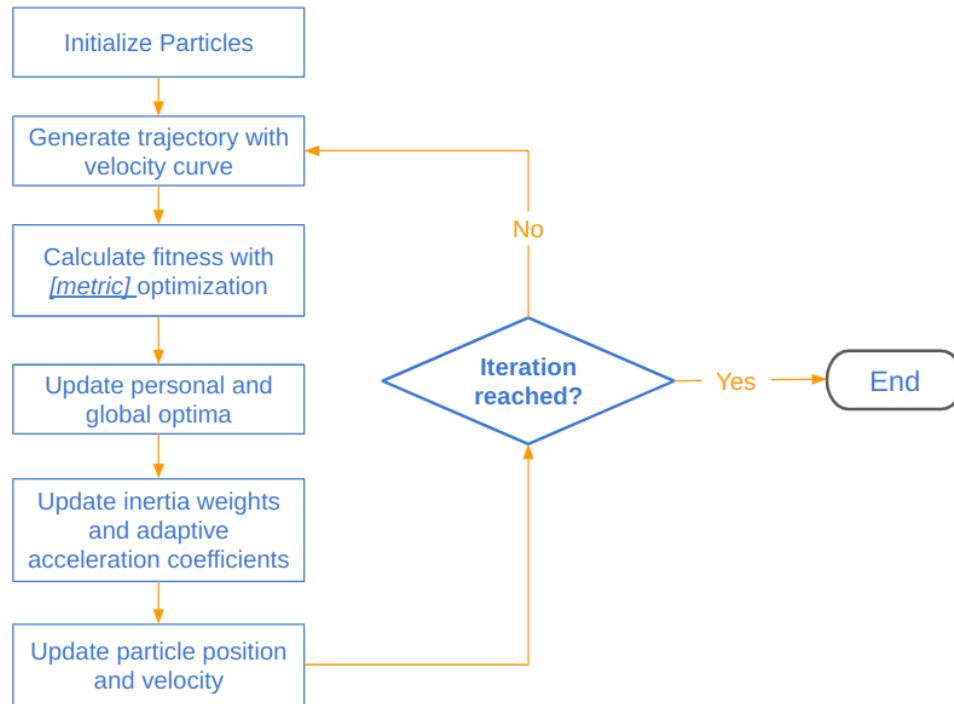 Initialize Particles
Generate trajectory with
velocity curve
Calculate fitness with
[metric] optimization
Update personal and
global optima
Update inertia weights
and adaptive
acceleration coefficients
Update particle position
and velocity
No
Iteration
reached?
Yes
End